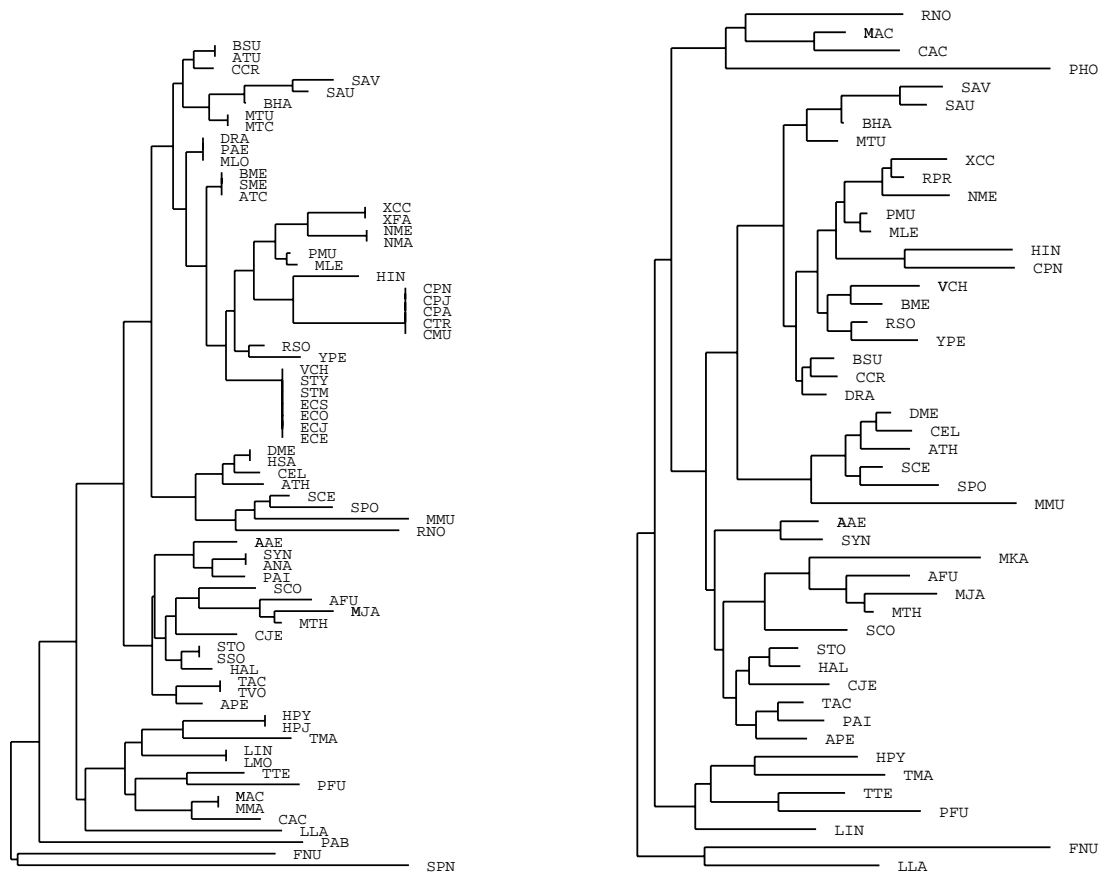 BSU
ATU
CCR
SAV
SAU
BHA
MTU
MTC
DRA
PAE
MLO
BME
SME
ATC
XCC
XFA
NME
NMA
PMU
MLE
HIN
CPN
CPJ
CPA
CTR
CMU
RSO
YPE
VCH
STY
STM
ECS
ECO
ECJ
ECE
DME
HSA
CEL
ATH
SCE
SPO
MMU
RNO
AAE
SYN
ANA
PAI
SCO
AFU
MJA
MTH
CJE
STO
SSO
HAL
TAC
TVO
APE
HPY
HPJ
TMA
LIN
LMO
TTE
PFU
MAC
MMA
CAC
LLA
PAB
FNU
SPN
RNO
MAC
CAC
PHO
SAV
SAU
BHA
MTU
XCC
RPR
NME
PMU
MLE
HIN
CPN
VCH
BME
RSO
YPE
BSU
CCR
DRA
DME
CEL
ATH
SCE
SPO
MMU
AAE
SYN
MKA
AFU
MJA
MTH
SCO
STO
HAL
CJE
TAC
PAI
APE
HPY
TMA
TTE
PFU
LIN
FNU
LLA